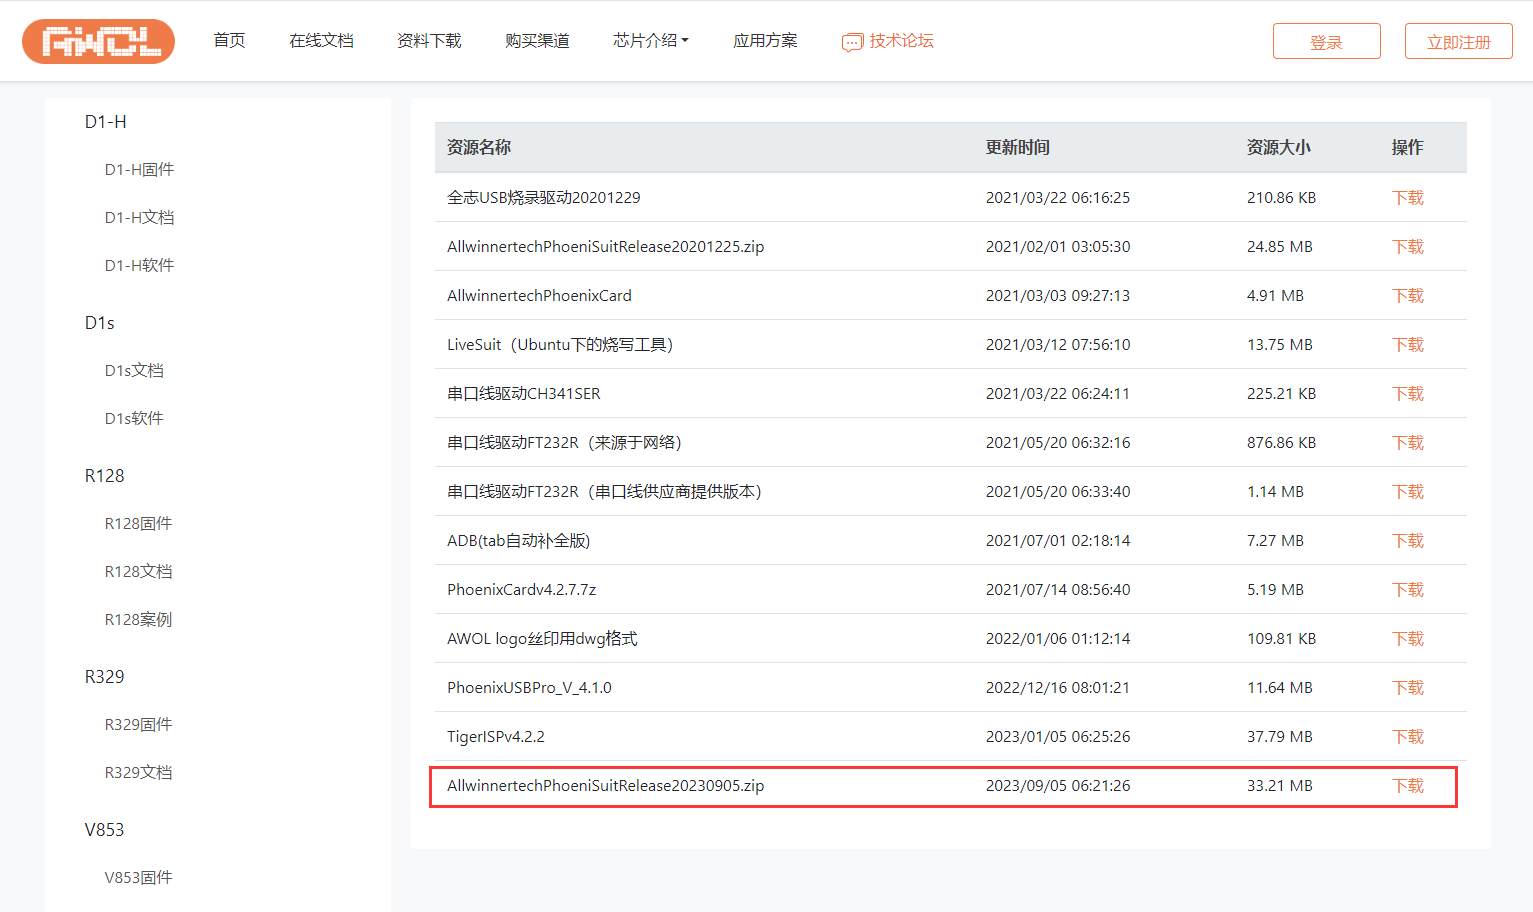 AWOL 首页 在线文档 资料下载 购买渠道 芯片介绍 应用方案 技术论坛 登录 立即注册
D1-H
D1-H固件
D1-H文档
D1-H软件
D1s
D1s文档
D1s软件
R128
R128固件
R128文档
R128案例
R329
R329固件
R329文档
V853
V853固件
资源名称 更新时间 资源大小 操作
全志USB烧录驱动20201229 2021/03/22 06:16:25 210.86 KB 下载
AllwinnertechPhoeniSuitRelease20201225.zip 2021/02/01 03:05:30 24.85 MB 下载
AllwinnertechPhoenixCard 2021/03/03 09:27:13 4.91 MB 下载
LiveSuit（Ubuntu下的烧写工具） 2021/03/12 07:56:10 13.75 MB 下载
串口线驱动CH341SER 2021/03/22 06:24:11 225.21 KB 下载
串口线驱动FT232R（来源于网络） 2021/05/20 06:32:16 876.86 KB 下载
串口线驱动FT232R（串口线供应商提供版本） 2021/05/20 06:33:40 1.14 MB 下载
ADB(tab自动补全版) 2021/07/01 02:18:14 7.27 MB 下载
PhoenixCardv4.2.7.7z 2021/07/14 08:56:40 5.19 MB 下载
AWOL logo丝印用dwg格式 2022/01/06 01:12:14 109.81 KB 下载
PhoenixUSBPro_V_4.1.0 2022/12/16 08:01:21 11.64 MB 下载
TigerISPv4.2.2 2023/01/05 06:25:26 37.79 MB 下载
AllwinnertechPhoeniSuitRelease20230905.zip 2023/09/05 06:21:26 33.21 MB 下载